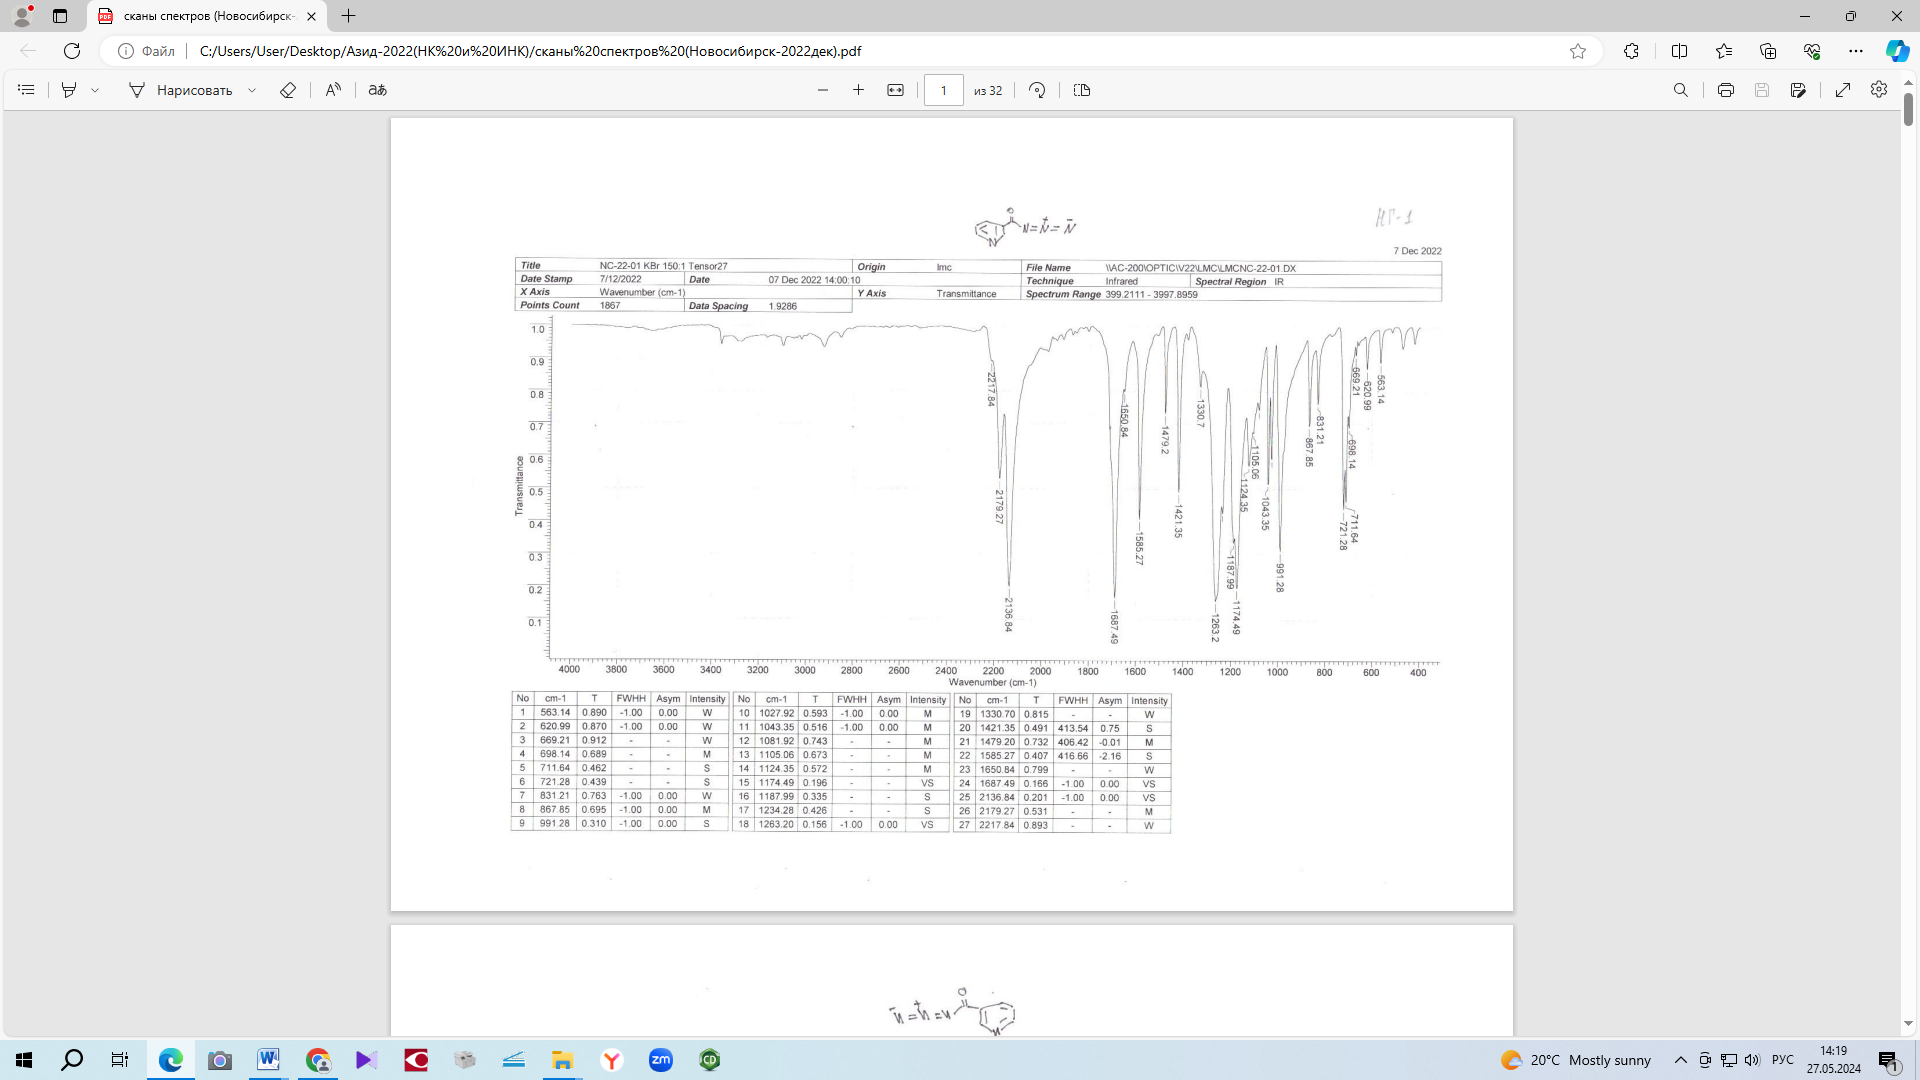 сканы спектров (Новосибирск-
Файл
C:/Users/User/Desktop/Азид-2022(НК%20и%20ИНК)/сканы%20спектров%20(Новосибирск-2022дек).pdf
Нарисовать
аあ
1 из 32
O
N=N=N
+ -
N
НГ-1
7 Dec 2022
Title NC-22-01 KBr 150:1 Tensor27 Origin lmc File Name \\AC-200\OPTIC\V22\LMC\LMCNC-22-01.DX
Date Stamp 7/12/2022 Date 07 Dec 2022 14:00:10 Technique Infrared Spectral Region IR
X Axis Wavenumber (cm-1) Y Axis Transmittance Spectrum Range 399.2111 - 3997.8959
Points Count 1867 Data Spacing 1.9286
Transmittance
1.0
0.9
0.8
0.7
0.6
0.5
0.4
0.3
0.2
0.1
2217.84
2179.27
2136.84
1687.49
1650.84
1585.27
1479.2
1421.35
1330.7
1263.2
1187.99
1174.49
1124.35
1105.06
1043.35
991.28
867.85
831.21
721.28
711.64
698.14
669.21
620.99
563.14
4000 3800 3600 3400 3200 3000 2800 2600 2400 2200 2000 1800 1600 1400 1200 1000 800 600 400
Wavenumber (cm-1)
No cm-1 T FWHH Asym Intensity No cm-1 T FWHH Asym Intensity No cm-1 T FWHH Asym Intensity
1 563.14 0.890 -1.00 0.00 W 10 1027.92 0.593 -1.00 0.00 M 19 1330.70 0.815 - - W
2 620.99 0.870 -1.00 0.00 W 11 1043.35 0.516 -1.00 0.00 M 20 1421.35 0.491 413.54 0.75 S
3 669.21 0.912 - - W 12 1081.92 0.743 - - M 21 1479.20 0.732 406.42 -0.01 M
4 698.14 0.689 - - M 13 1105.06 0.673 - - M 22 1585.27 0.407 416.66 -2.16 S
5 711.64 0.462 - - S 14 1124.35 0.572 - - M 23 1650.84 0.799 - - W
6 721.28 0.439 - - S 15 1174.49 0.196 - - VS 24 1687.49 0.166 -1.00 0.00 VS
7 831.21 0.763 -1.00 0.00 W 16 1187.99 0.335 - - S 25 2136.84 0.201 -1.00 0.00 VS
8 867.85 0.695 -1.00 0.00 M 17 1234.28 0.426 - - S 26 2179.27 0.531 - - M
9 991.28 0.310 -1.00 0.00 S 18 1263.20 0.156 -1.00 0.00 VS 27 2217.84 0.893 - - W
O
- +
N=N=N
N
20°C Mostly sunny
РУС
14:19
27.05.2024
1